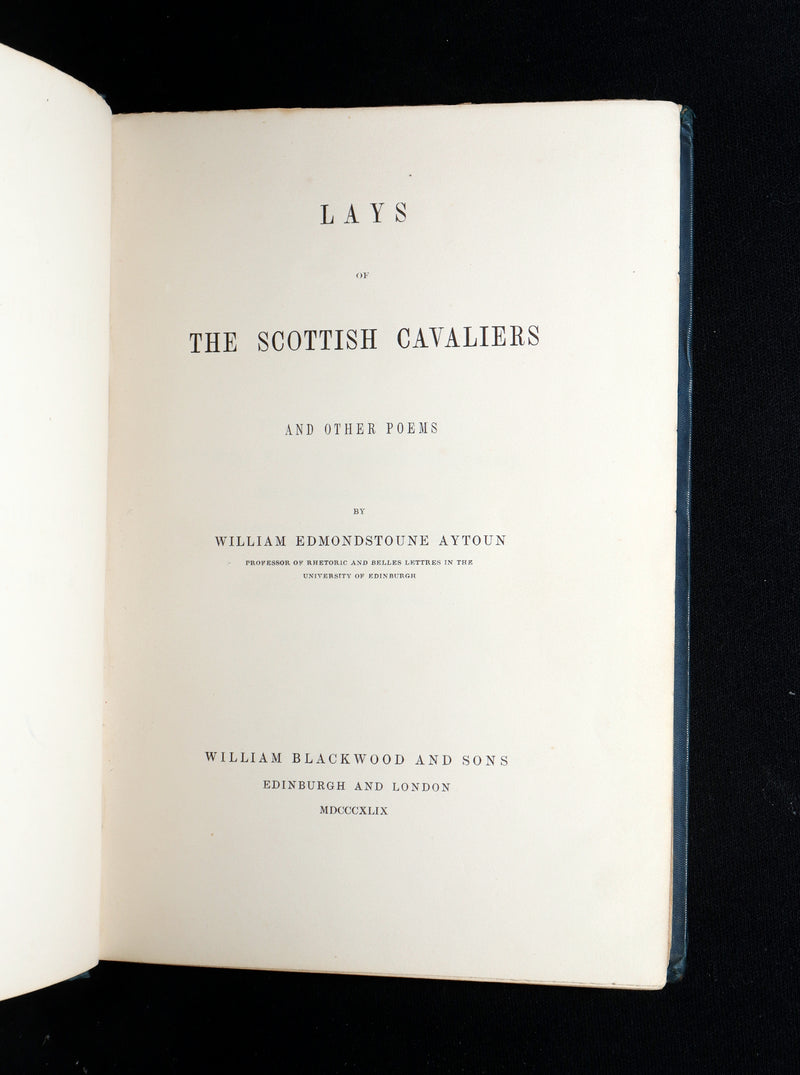 LAYS
OF
THE SCOTTISH CAVALIERS
AND OTHER POEMS
BY
WILLIAM EDMONDSTOUNE AYTOUN
PROFESSOR OF RHETORIC AND BELLES LETTRES IN THE
UNIVERSITY OF EDINBURGH
WILLIAM BLACKWOOD AND SONS
EDINBURGH AND LONDON
MDCCCXLIX